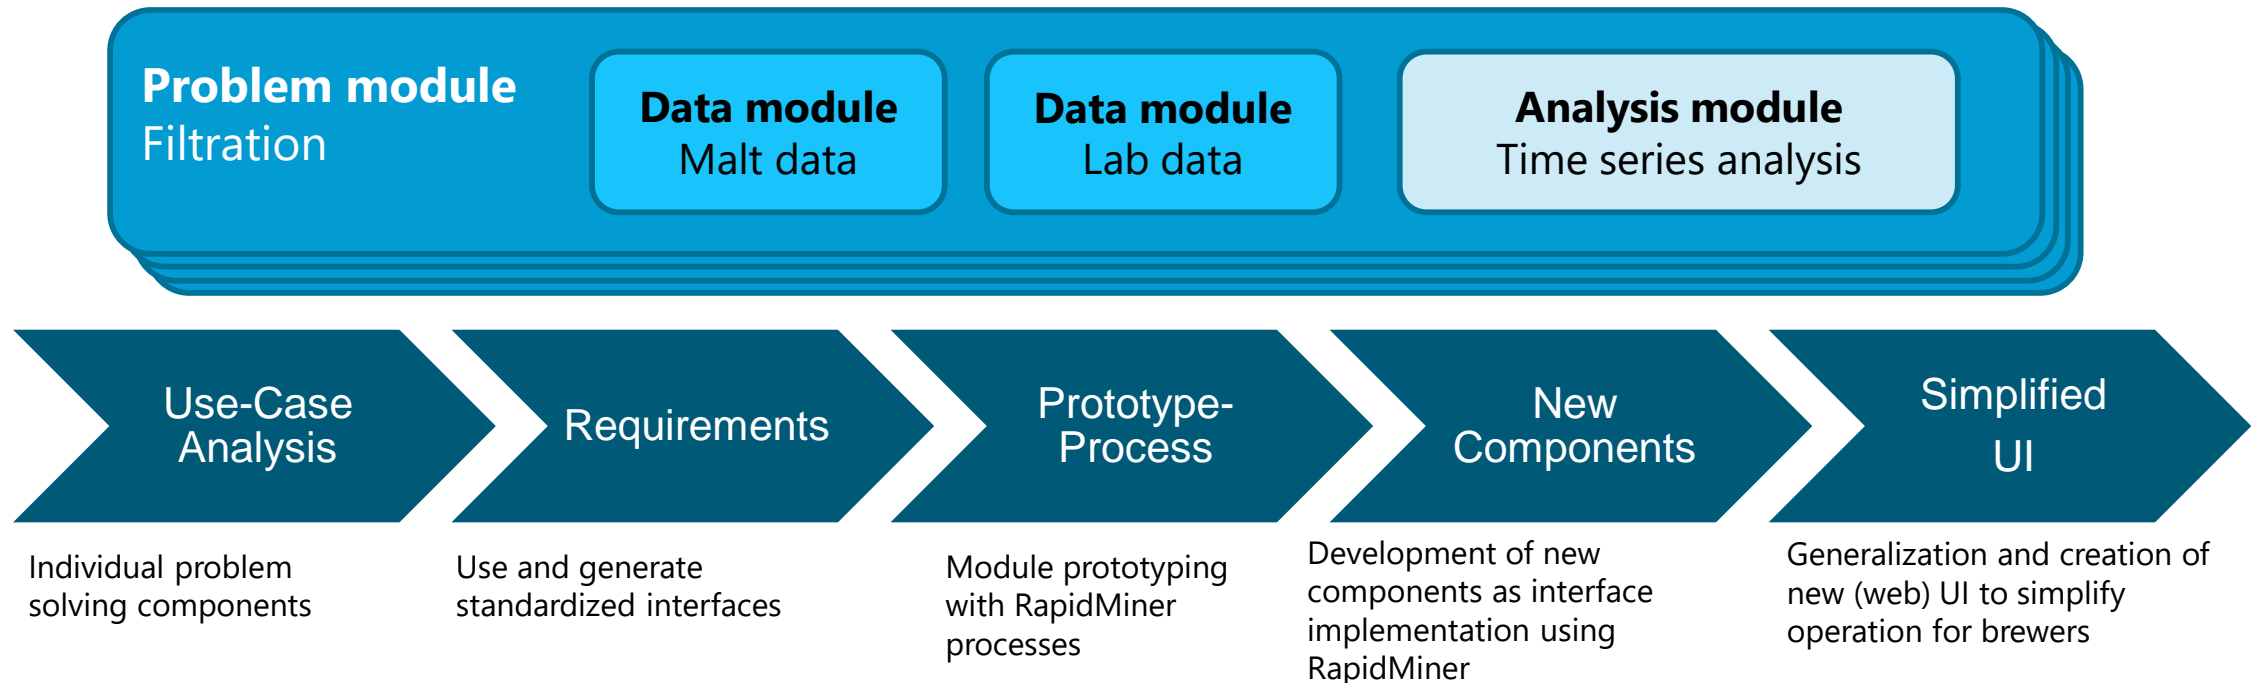 Problem module
Filtration
Data module
Malt data
Data module
Lab data
Analysis module
Time series analysis
Use-Case
Analysis
Requirements
Prototype-
Process
New
Components
Simplified
UI
Individual problem
solving components
Use and generate
standardized interfaces
Module prototyping
with RapidMiner
processes
Development of new
components as interface
implementation using
RapidMiner
Generalization and creation of
new (web) UI to simplify
operation for brewers